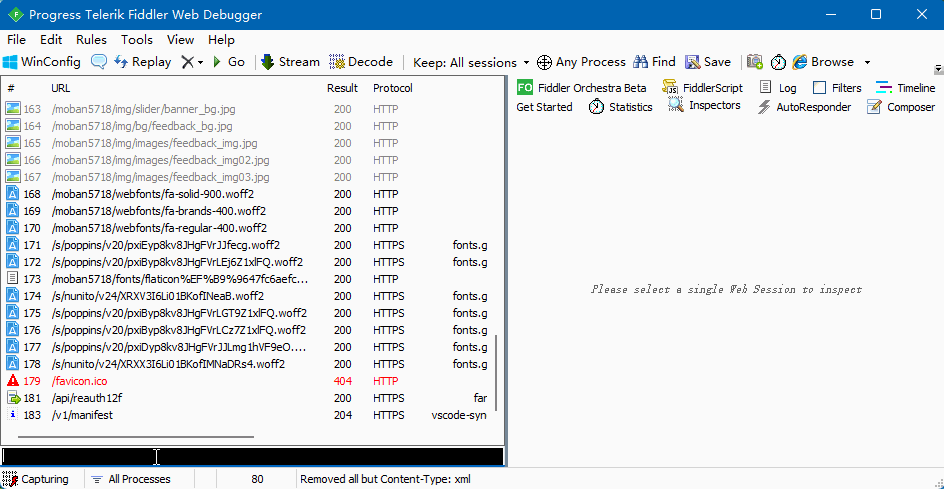 Progress Telerik Fiddler Web Debugger
File Edit Rules Tools View Help
WinConfig Replay Go Stream Decode Keep: All sessions Any Process Find Save Browse
# URL Result Protocol
163 /moban5718/img/slider/banner_bg.jpg 200 HTTP
164 /moban5718/img/bg/feedback_bg.jpg 200 HTTP
165 /moban5718/img/images/feedback_img.jpg 200 HTTP
166 /moban5718/img/images/feedback_img02.jpg 200 HTTP
167 /moban5718/img/images/feedback_img03.jpg 200 HTTP
168 /moban5718/webfonts/fa-solid-900.woff2 200 HTTP
169 /moban5718/webfonts/fa-brands-400.woff2 200 HTTP
170 /moban5718/webfonts/fa-regular-400.woff2 200 HTTP
171 /s/poppins/v20/pxiEyp8kv8JHgFVrJJfecg.woff2 200 HTTPS fonts.g
172 /s/poppins/v20/pxiByp8kv8JHgFVrLEj6Z1xlFQ.woff2 200 HTTPS fonts.g
173 /moban5718/fonts/flaticon%EF%B9%9647fc6aefc... 200 HTTP
174 /s/nunito/v24/XRXV3I6Li01BKofINeaB.woff2 200 HTTPS fonts.g
175 /s/poppins/v20/pxiByp8kv8JHgFVrLGT9Z1xlFQ.woff2 200 HTTPS fonts.g
176 /s/poppins/v20/pxiByp8kv8JHgFVrLCz7Z1xlFQ.woff2 200 HTTPS fonts.g
177 /s/poppins/v20/pxiDyp8kv8JHgFVrJJLmg1hVF9eO.... 200 HTTPS fonts.g
178 /s/nunito/v24/XRXX3I6Li01BKofIMNaDRs4.woff2 200 HTTPS fonts.g
179 /favicon.ico 404 HTTP
181 /api/reauth12f 200 HTTPS far
183 /v1/manifest 204 HTTPS vscode-syn
FO Fiddler Orchestra Beta FiddlerScript Log Filters Timeline
Get Started Statistics Inspectors AutoResponder Composer
Please select a single Web Session to inspect
Capturing All Processes 80 Removed all but Content-Type: xml